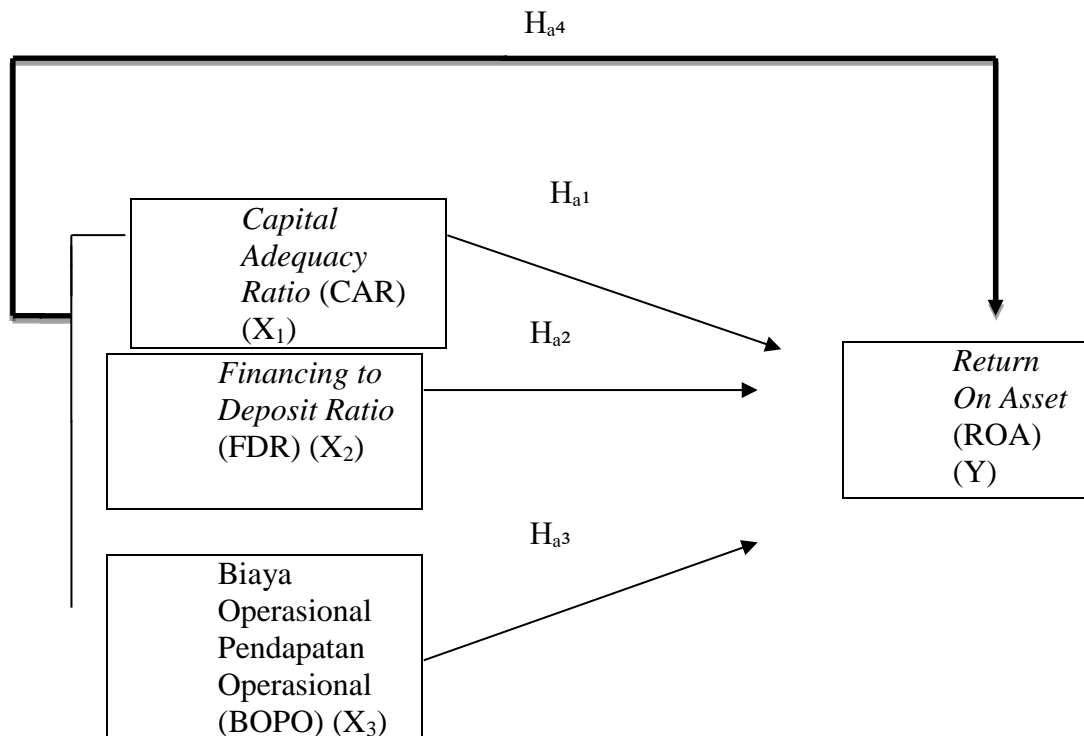 Hₐ₄
Hₐ₁
Capital
Adequacy
Ratio (CAR)
(X₁)
Hₐ₂
Financing to
Deposit Ratio
(FDR) (X₂)
Return
On Asset
(ROA)
(Y)
Hₐ₃
Biaya
Operasional
Pendapatan
Operasional
(BOPO) (X₃)